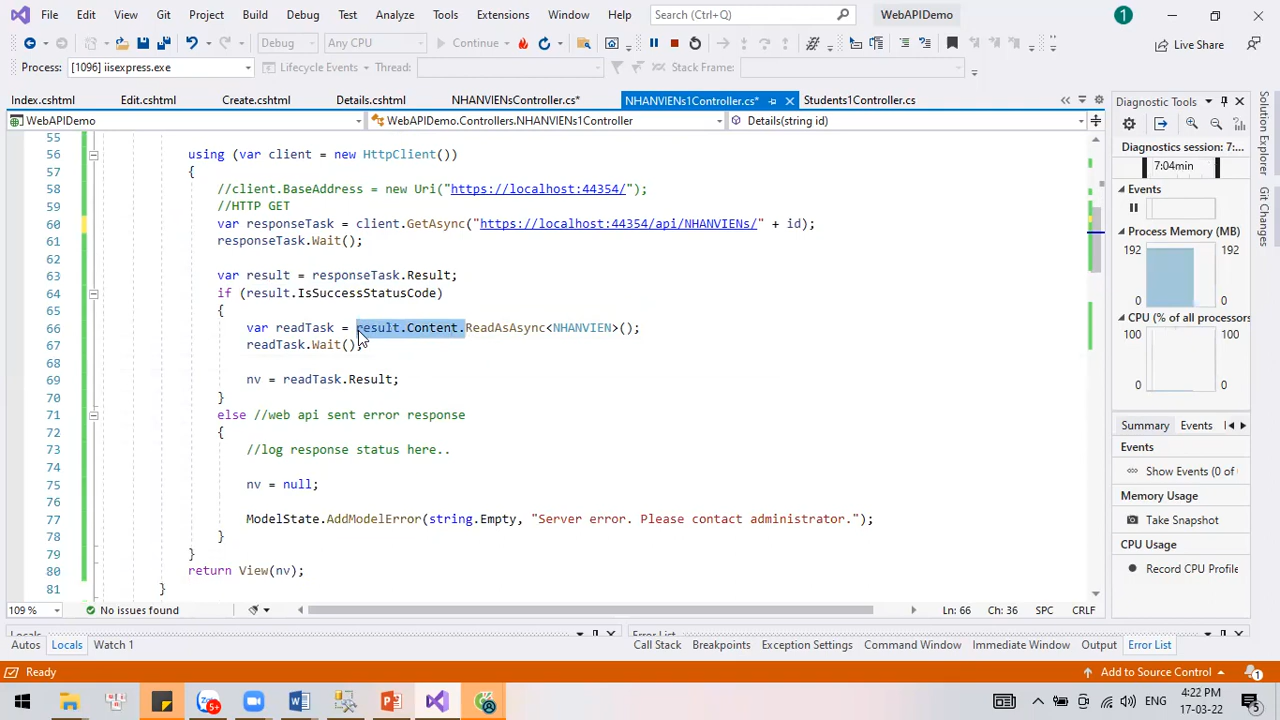 File Edit View Git Project Build Debug Test Analyze Tools Extensions Window Help Search (Ctrl+Q) WebAPIDemo 1
Debug Any CPU Continue Live Share
Process: [1096] iisexpress.exe Lifecycle Events Thread: Stack Frame:
Index.cshtml Edit.cshtml Create.cshtml Details.cshtml NHANVIENsController.cs* NHANVIENs1Controller.cs* Students1Controller.cs
WebAPIDemo WebAPIDemo.Controllers.NHANVIENs1Controller Details(string id)
55
56 using (var client = new HttpClient())
57 {
58 //client.BaseAddress = new Uri("https://localhost:44354/");
59 //HTTP GET
60 var responseTask = client.GetAsync("https://localhost:44354/api/NHANVIENs/" + id);
61 responseTask.Wait();
62
63 var result = responseTask.Result;
64 if (result.IsSuccessStatusCode)
65 {
66 var readTask = result.Content.ReadAsAsync<NHANVIEN>();
67 readTask.Wait();
68
69 nv = readTask.Result;
70 }
71 else //web api sent error response
72 {
73 //log response status here..
74
75 nv = null;
76
77 ModelState.AddModelError(string.Empty, "Server error. Please contact administrator.");
78 }
79 }
80 return View(nv);
81 }
109 % No issues found Ln: 66 Ch: 36 SPC CRLF
Diagnostic Tools
Diagnostics session: 7:...
7:04min
Events
Process Memory (MB)
192 192
0 0
CPU (% of all processors)
100 100
0 0
Summary Events
Events
Show Events (0 of
Memory Usage
Take Snapshot
CPU Usage
Record CPU Profile
Solution Explorer
Git Changes
Locals Error List
Autos Locals Watch 1 Call Stack Breakpoints Exception Settings Command Window Immediate Window Output Error List
Ready Add to Source Control 1
5+ ENG 4:22 PM
17-03-22 5